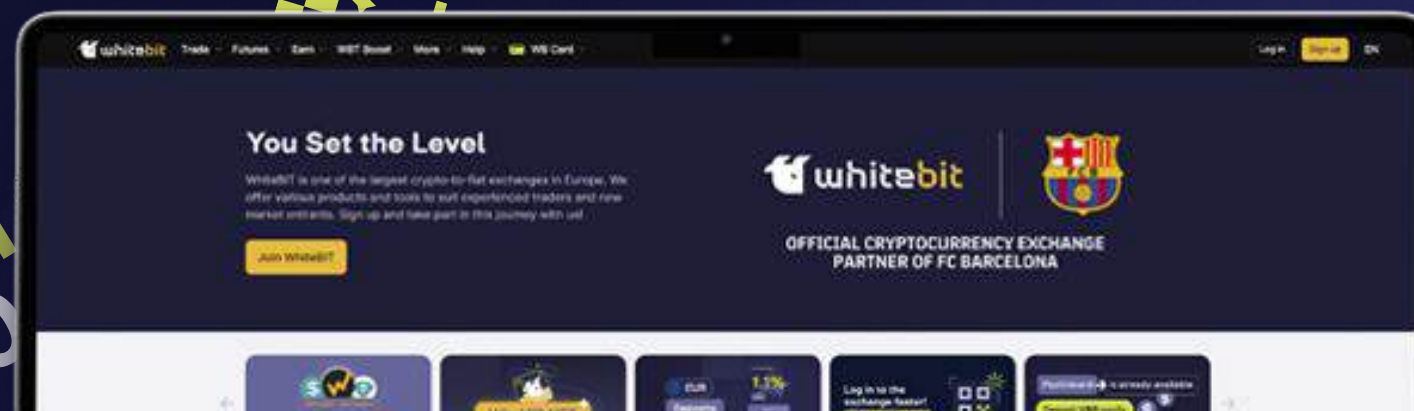 whitebit Trade Futures Earn WBT Boost More Help WB Card Log in Sign up EN
You Set the Level
WhiteBIT is one of the largest crypto-to-fiat exchanges in Europe. We
offer various products and tools to suit experienced traders and new
market entrants. Sign up and take part in this journey with us!
Join WhiteBIT
whitebit
FCB
OFFICIAL CRYPTOCURRENCY EXCHANGE
PARTNER OF FC BARCELONA
EUR
1.1%
Log in to the
exchange faster!
is already available